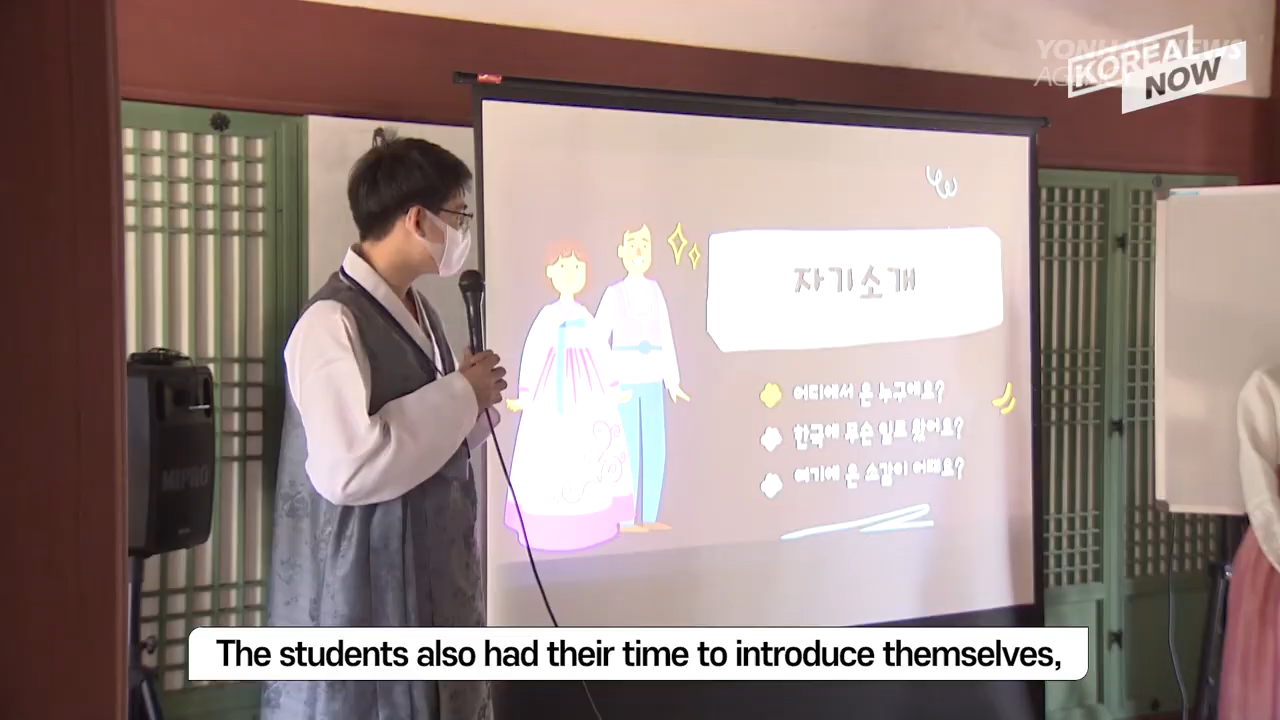 YONHAP NEWS
KOREA
NOW
자기소개
어디에서 온 누구예요?
한국에 무슨 일로 왔어요?
여기에 온 소감이 어때요?
MIPRO
The students also had their time to introduce themselves,